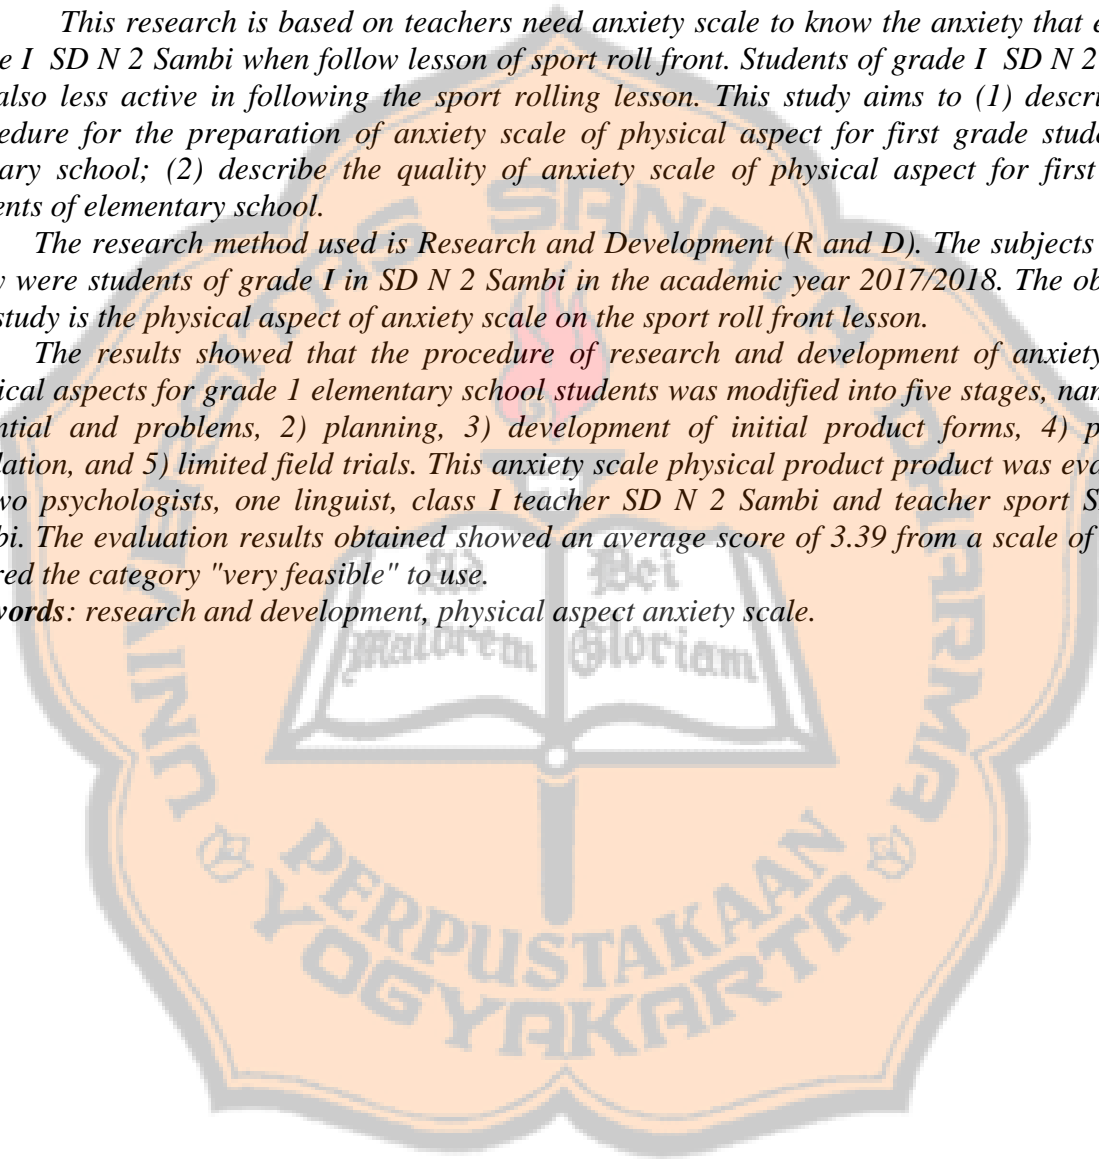 This research is based on teachers need anxiety scale to know the anxiety that e
e I SD N 2 Sambi when follow lesson of sport roll front. Students of grade I SD N 2
also less active in following the sport rolling lesson. This study aims to (1) descri
edure for the preparation of anxiety scale of physical aspect for first grade stude
ary school; (2) describe the quality of anxiety scale of physical aspect for first
ents of elementary school.
The research method used is Research and Development (R and D). The subjects
y were students of grade I in SD N 2 Sambi in the academic year 2017/2018. The ob
study is the physical aspect of anxiety scale on the sport roll front lesson.
The results showed that the procedure of research and development of anxiety
ical aspects for grade 1 elementary school students was modified into five stages, nan
ntial and problems, 2) planning, 3) development of initial product forms, 4) p
lation, and 5) limited field trials. This anxiety scale physical product product was eva
wo psychologists, one linguist, class I teacher SD N 2 Sambi and teacher sport S
bi. The evaluation results obtained showed an average score of 3.39 from a scale of
red the category "very feasible" to use.
words: research and development, physical aspect anxiety scale.
UNIVERSITAS SANATA DHARMA
Ad Dei
Maiorem Gloriam
PERPUSTAKAAN
YOGYAKARTA